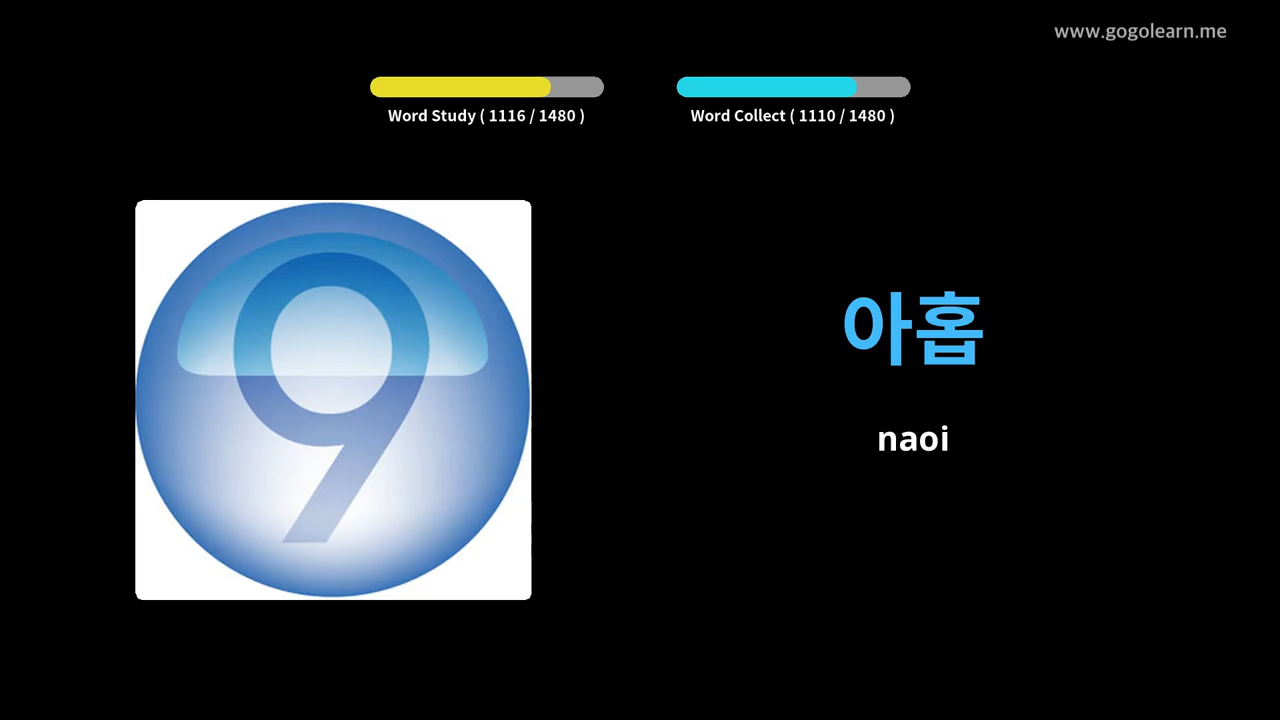 www.gogolearn.me
Word Study ( 1116 / 1480 )
Word Collect ( 1110 / 1480 )
9
아홉
naoi